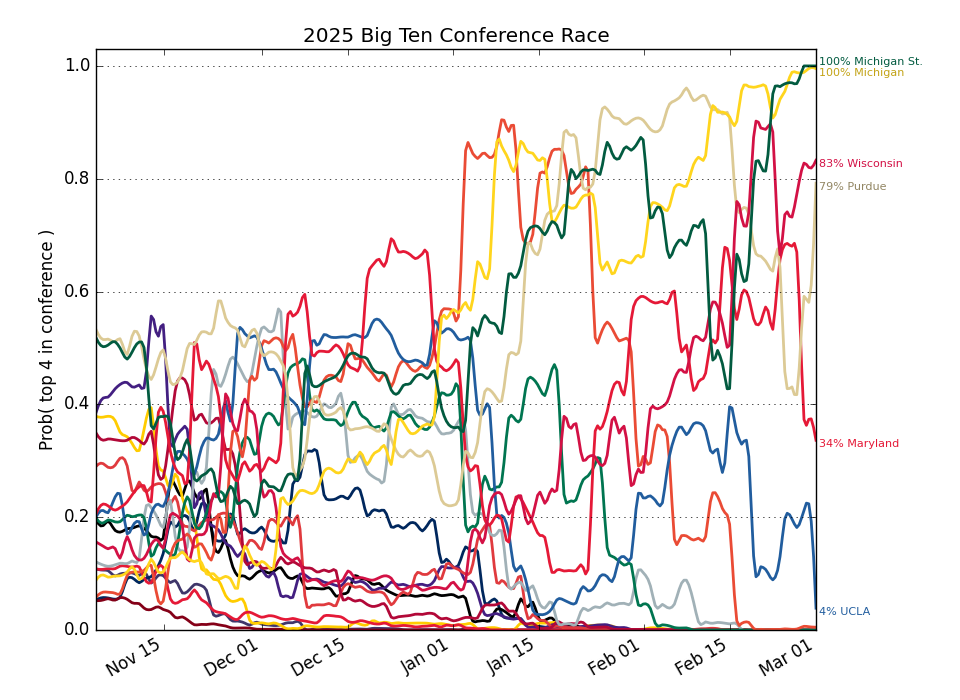 2025 Big Ten Conference Race
Prob( top 4 in conference )
1.0
0.8
0.6
0.4
0.2
0.0
Nov 15
Dec 01
Dec 15
Jan 01
Jan 15
Feb 01
Feb 15
Mar 01
100% Michigan St.
100% Michigan
83% Wisconsin
79% Purdue
34% Maryland
4% UCLA